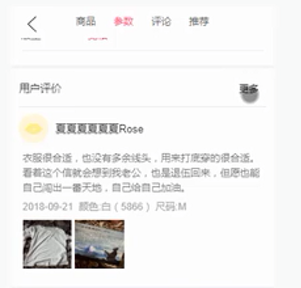 商品 参数 评论 推荐
用户评价 更多
夏夏夏夏夏夏Rose
衣服很合适，也没有多余线头，用来打底穿的很合适。
看着这个信就会想到我老公，也是退伍回来，但愿也能
自己闯出一番天地，自己给自己加油。
2018-09-21 颜色:白（5866） 尺码:M